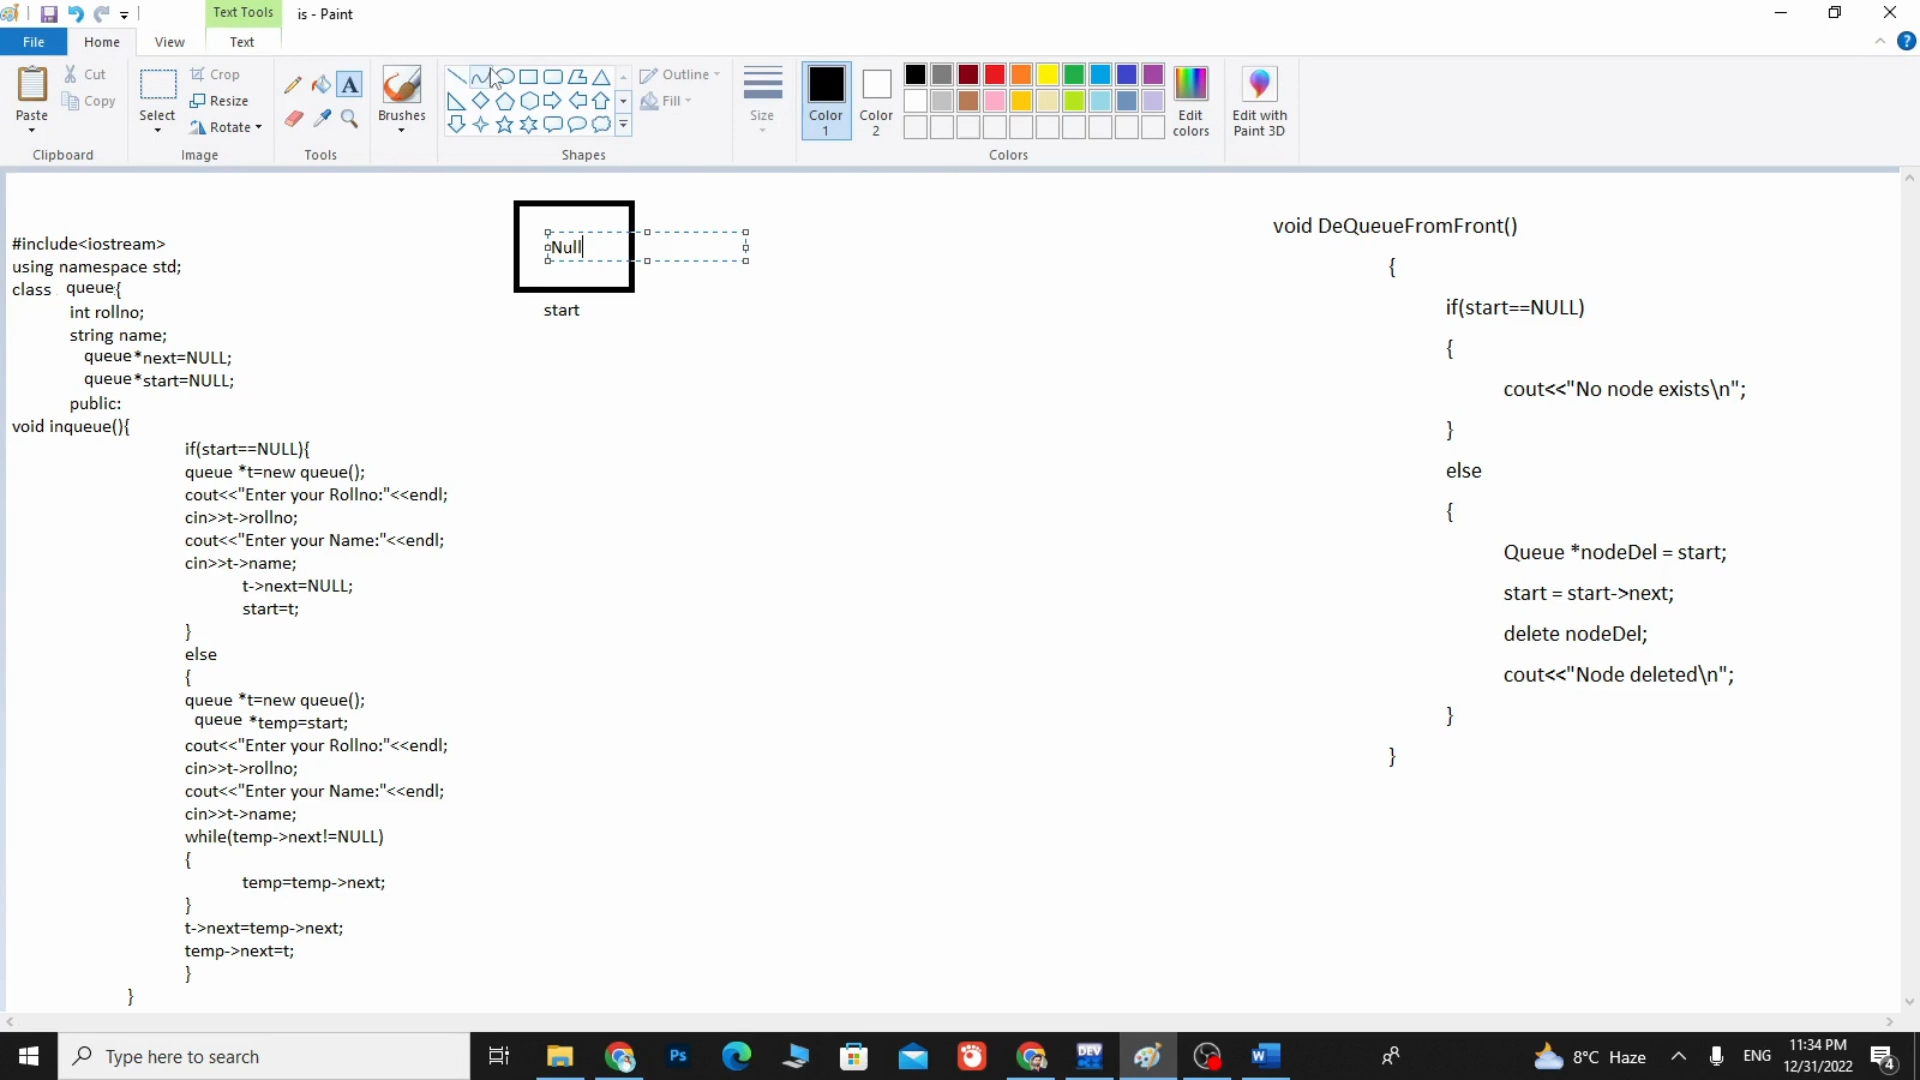 Text Tools
is - Paint
File
Home
View
Text
Paste
Cut
Copy
Clipboard
Select
Crop
Resize
Rotate
Image
A
Tools
Brushes
Shapes
Outline
Fill
Size
Color
1
Color
2
Colors
Edit
colors
Edit with
Paint 3D
?
#include<iostream>
using namespace std;
class queue{
int rollno;
string name;
queue*next=NULL;
queue*start=NULL;
public:
void inqueue(){
if(start==NULL){
queue *t=new queue();
cout<<"Enter your Rollno:"<<endl;
cin>>t->rollno;
cout<<"Enter your Name:"<<endl;
cin>>t->name;
t->next=NULL;
start=t;
}
else
{
queue *t=new queue();
queue *temp=start;
cout<<"Enter your Rollno:"<<endl;
cin>>t->rollno;
cout<<"Enter your Name:"<<endl;
cin>>t->name;
while(temp->next!=NULL)
{
temp=temp->next;
}
t->next=temp->next;
temp->next=t;
}
}
Null
start
void DeQueueFromFront()
{
if(start==NULL)
{
cout<<"No node exists\n";
}
else
{
Queue *nodeDel = start;
start = start->next;
delete nodeDel;
cout<<"Node deleted\n";
}
}
Type here to search
Ps
DEV
W
8°C Haze
ENG
11:34 PM
12/31/2022
4